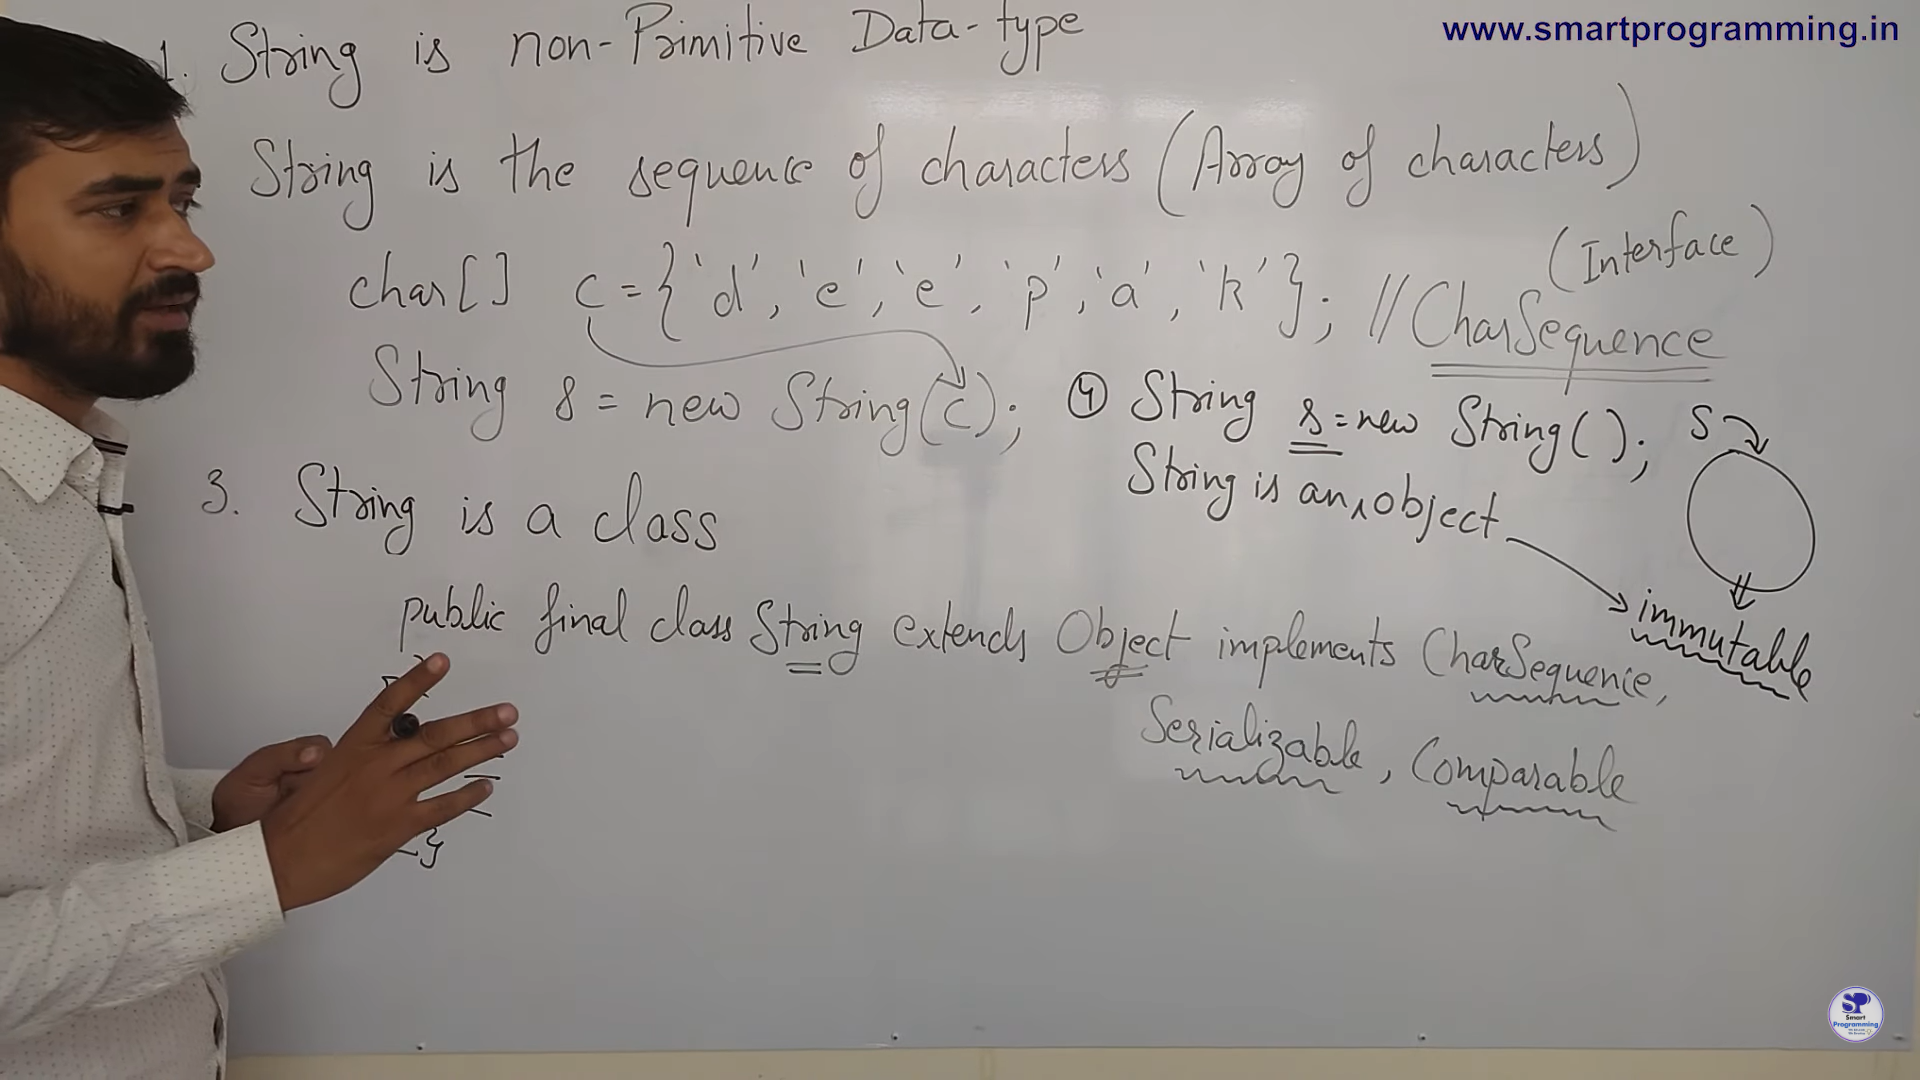 www.smartprogramming.in
1. String is non-Primitive Data-type
String is the sequence of characters (Array of characters)
(Interface)
char[] c = {'d', 'e', 'e', 'p', 'a', 'k'}; // CharSequence
String s = new String(c);
4 String s = new String();
S
String is an object
immutable
3. String is a class
public final class String extends Object implements CharSequence,
Serializable, Comparable
}
SP
Smart
Programming